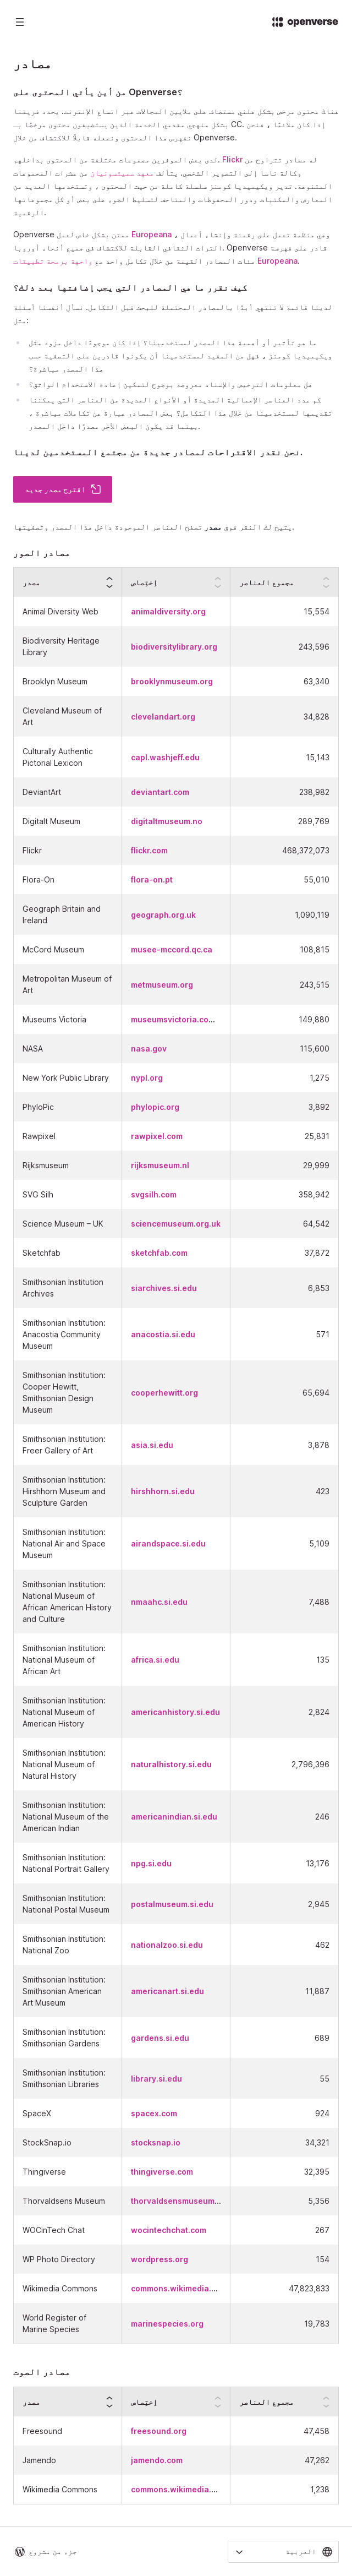 openverse
مصادر
من أين يأتي المحتوى على Openverse؟
هناك محتوى مرخص بشكل علني مستضاف على ملايين المجالات عبر اتساع الإنترنت. يحدد فريقنا بشكل منهجي مقدمي الخدمة الذين يستضيفون محتوى مرخصًا بـ CC. إذا كان ملائمًا ، فنحن نفهرس هذا المحتوى ونجعله قابلاً للاكتشاف من خلال Openverse.
لدى بعض الموفرين مجموعات مختلفة من المحتوى بداخلهم. Flickr له مصادر تتراوح من وكالة ناسا إلى التصوير الشخصي. يتألف معهد سميثسونيان من عشرات المجموعات المتنوعة. تدير ويكيميديا كومنز سلسلة كاملة من حيث المحتوى ، وتستخدمها العديد من المعارض والمكتبات ودور المحفوظات والمتاحف لتسليط الضوء على بعض أو كل مجموعاتها الرقمية.
Openverse ممتن بشكل خاص لعمل Europeana ، وهي منظمة تعمل على رقمنة وإنشاء أعمال التراث الثقافي القابلة للاكتشاف في جميع أنحاء أوروبا. Openverse قادر على فهرسة مئات المصادر القيمة من خلال تكامل واحد مع واجهة برمجة تطبيقات Europeana.
كيف نقرر ما هي المصادر التي يجب إضافتها بعد ذلك؟
لدينا قائمة لا تنتهي أبدًا بالمصادر المحتملة للبحث قبل التكامل. نسأل أنفسنا أسئلة مثل:
ما هو تأثير أو أهمية هذا المصدر لمستخدمينا؟ إذا كان موجودًا داخل مزود مثل ويكيميديا كومنز ، فهل من المفيد لمستخدمينا أن يكونوا قادرين على التصفية حسب هذا المصدر مباشرة؟
هل معلومات الترخيص والإسناد معروضة بوضوح لتمكين إعادة الاستخدام الواثق؟
كم عدد العناصر الإجمالية الجديدة أو الأنواع الجديدة من العناصر التي يمكننا تقديمها لمستخدمينا من خلال هذا التكامل؟ بعض المصادر عبارة عن تكاملات مباشرة ، بينما قد يكون البعض الآخر مصدرًا داخل المصدر.
نحن نقدر الاقتراحات لمصادر جديدة من مجتمع المستخدمين لدينا.
اقترح مصدر جديد
يتيح لك النقر فوق مصدر تصفح العناصر الموجودة داخل هذا المصدر وتصفيتها.
مصادر الصور
مصدر إختِصاص مجموع العناصر
Animal Diversity Web animaldiversity.org 15,554
Biodiversity Heritage Library biodiversitylibrary.org 243,596
Brooklyn Museum brooklynmuseum.org 63,340
Cleveland Museum of Art clevelandart.org 34,828
Culturally Authentic Pictorial Lexicon capl.washjeff.edu 15,143
DeviantArt deviantart.com 238,982
Digitalt Museum digitaltmuseum.no 289,769
Flickr flickr.com 468,372,073
Flora-On flora-on.pt 55,010
Geograph Britain and Ireland geograph.org.uk 1,090,119
McCord Museum musee-mccord.qc.ca 108,815
Metropolitan Museum of Art metmuseum.org 243,515
Museums Victoria museumsvictoria.co... 149,880
NASA nasa.gov 115,600
New York Public Library nypl.org 1,275
PhyloPic phylopic.org 3,892
Rawpixel rawpixel.com 25,831
Rijksmuseum rijksmuseum.nl 29,999
SVG Silh svgsilh.com 358,942
Science Museum – UK sciencemuseum.org.uk 64,542
Sketchfab sketchfab.com 37,872
Smithsonian Institution Archives siarchives.si.edu 6,853
Smithsonian Institution: Anacostia Community Museum anacostia.si.edu 571
Smithsonian Institution: Cooper Hewitt, Smithsonian Design Museum cooperhewitt.org 65,694
Smithsonian Institution: Freer Gallery of Art asia.si.edu 3,878
Smithsonian Institution: Hirshhorn Museum and Sculpture Garden hirshhorn.si.edu 423
Smithsonian Institution: National Air and Space Museum airandspace.si.edu 5,109
Smithsonian Institution: National Museum of African American History and Culture nmaahc.si.edu 7,488
Smithsonian Institution: National Museum of African Art africa.si.edu 135
Smithsonian Institution: National Museum of American History americanhistory.si.edu 2,824
Smithsonian Institution: National Museum of Natural History naturalhistory.si.edu 2,796,396
Smithsonian Institution: National Museum of the American Indian americanindian.si.edu 246
Smithsonian Institution: National Portrait Gallery npg.si.edu 13,176
Smithsonian Institution: National Postal Museum postalmuseum.si.edu 2,945
Smithsonian Institution: National Zoo nationalzoo.si.edu 462
Smithsonian Institution: Smithsonian American Art Museum americanart.si.edu 11,887
Smithsonian Institution: Smithsonian Gardens gardens.si.edu 689
Smithsonian Institution: Smithsonian Libraries library.si.edu 55
SpaceX spacex.com 924
StockSnap.io stocksnap.io 34,321
Thingiverse thingiverse.com 32,395
Thorvaldsens Museum thorvaldsensmuseum... 5,356
WOCinTech Chat wocintechchat.com 267
WP Photo Directory wordpress.org 154
Wikimedia Commons commons.wikimedia.... 47,823,833
World Register of Marine Species marinespecies.org 19,783
مصادر الصوت
مصدر إختِصاص مجموع العناصر
Freesound freesound.org 47,458
Jamendo jamendo.com 47,262
Wikimedia Commons commons.wikimedia.... 1,238
جزء من مشروع
العربية